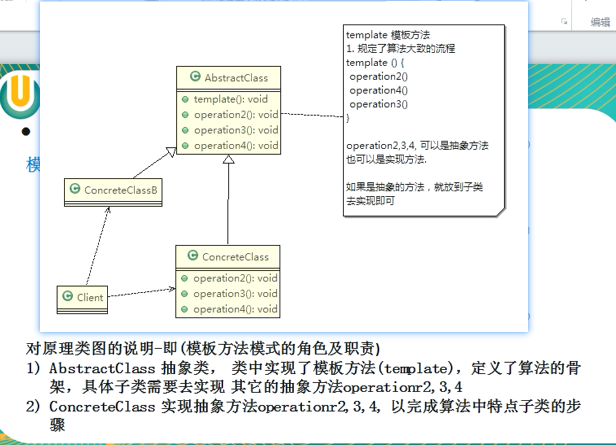 编辑
template 模板方法
1. 规定了算法大致的流程
template () {
operation2()
operation4()
operation3()
}
operation2,3,4, 可以是抽象方法
也可以是实现方法.
如果是抽象的方法，就放到子类
去实现即可
C AbstractClass
template(): void
operation2(): void
operation3(): void
operation4(): void
模
C ConcreteClassB
C ConcreteClass
operation2(): void
operation3(): void
operation4(): void
C Client
对原理类图的说明-即(模板方法模式的角色及职责)
1) AbstractClass 抽象类， 类中实现了模板方法(template)，定义了算法的骨
架，具体子类需要去实现 其它的抽象方法operationr2,3,4
2) ConcreteClass 实现抽象方法operationr2,3,4, 以完成算法中特点子类的步
骤